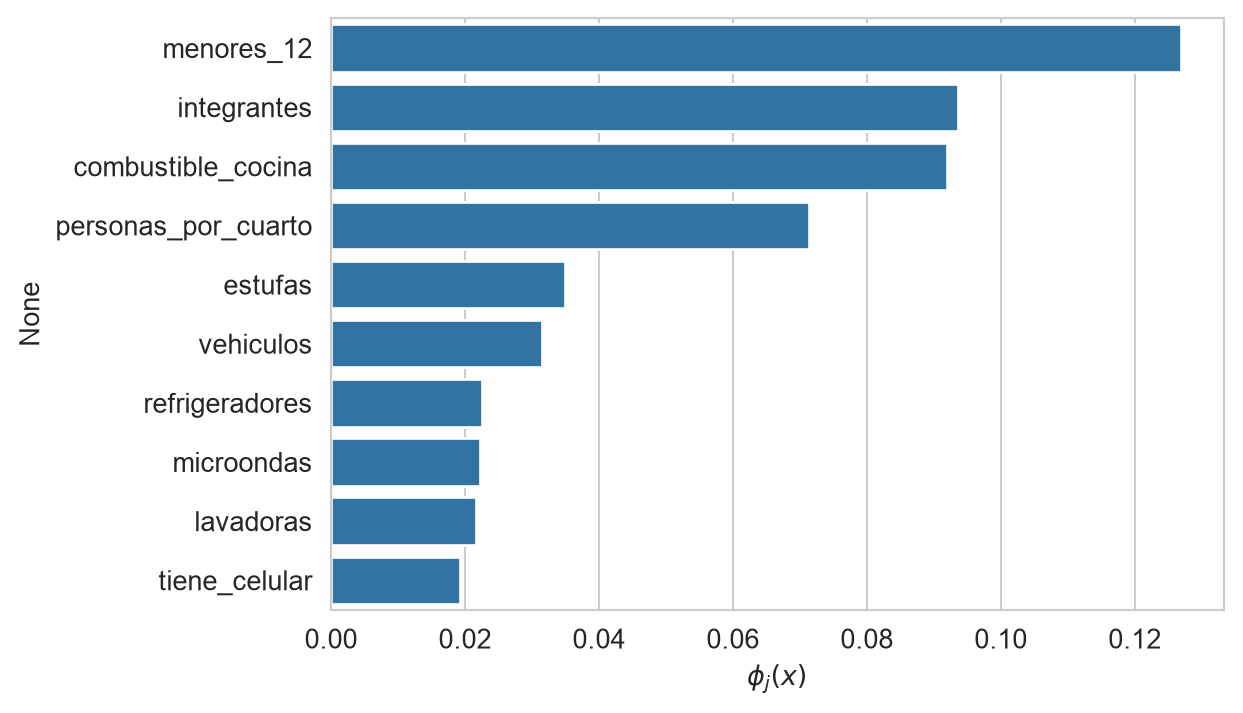 menores_12
integrantes
combustible_cocina
personas_por_cuarto
estufas
vehiculos
refrigeradores
microondas
lavadoras
tiene_celular
None
0.00 0.02 0.04 0.06 0.08 0.10 0.12
ϕ_j(x)